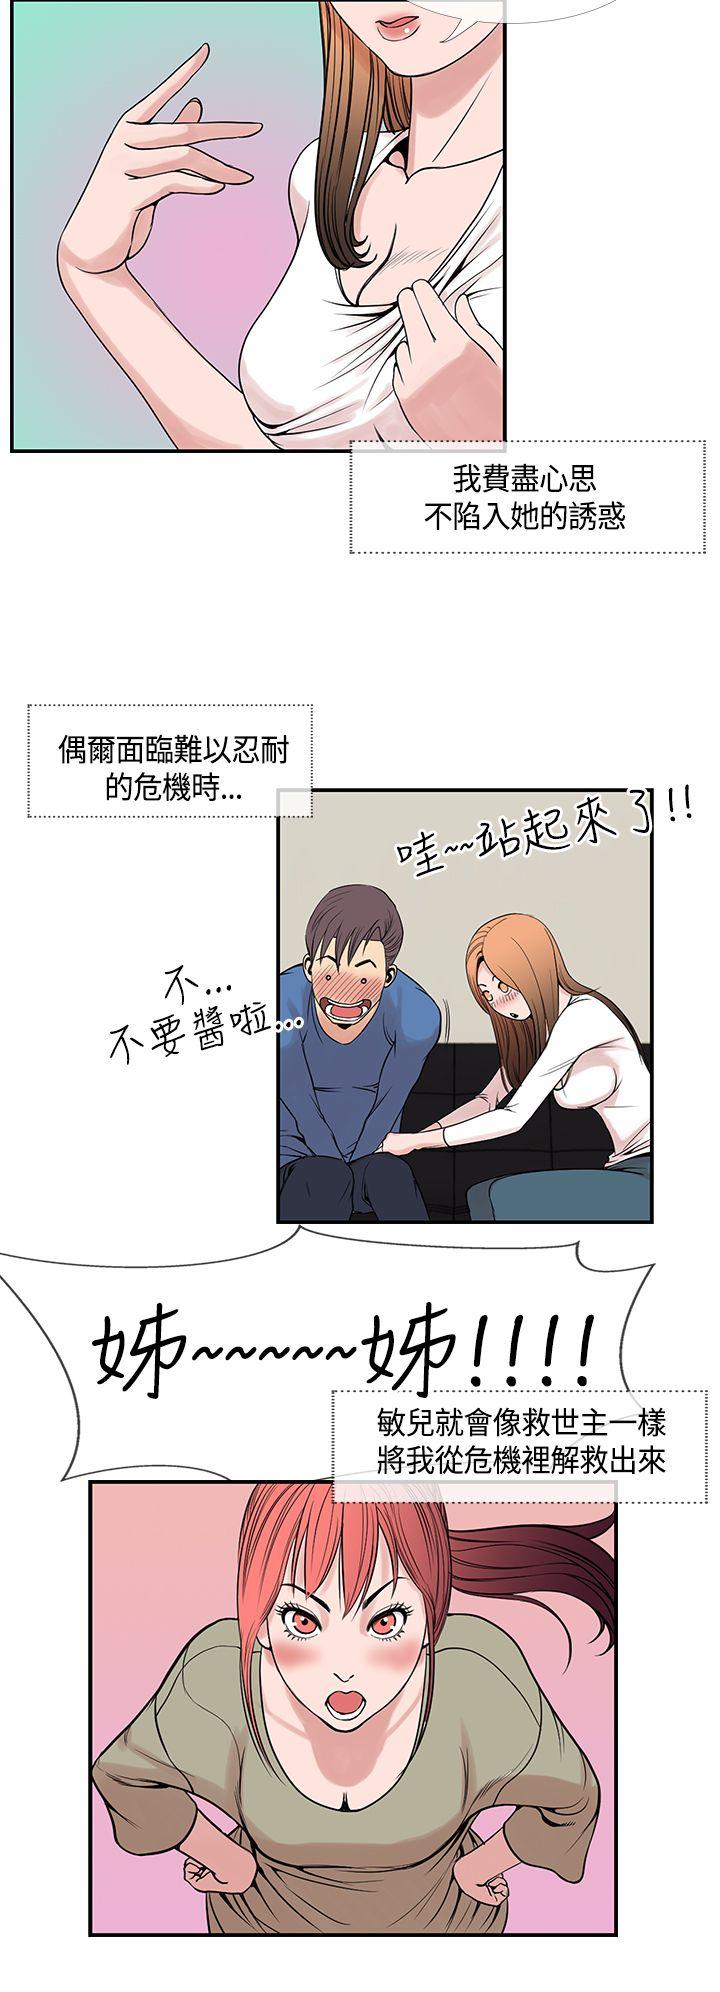 我費盡心思
不陷入她的誘惑
偶爾面臨難以忍耐
的危機時...
哇~~站起來了!!
不...
不要醬啦...
姊~~~~~姊!!!!
敏兒就會像救世主一樣
將我從危機裡解救出來